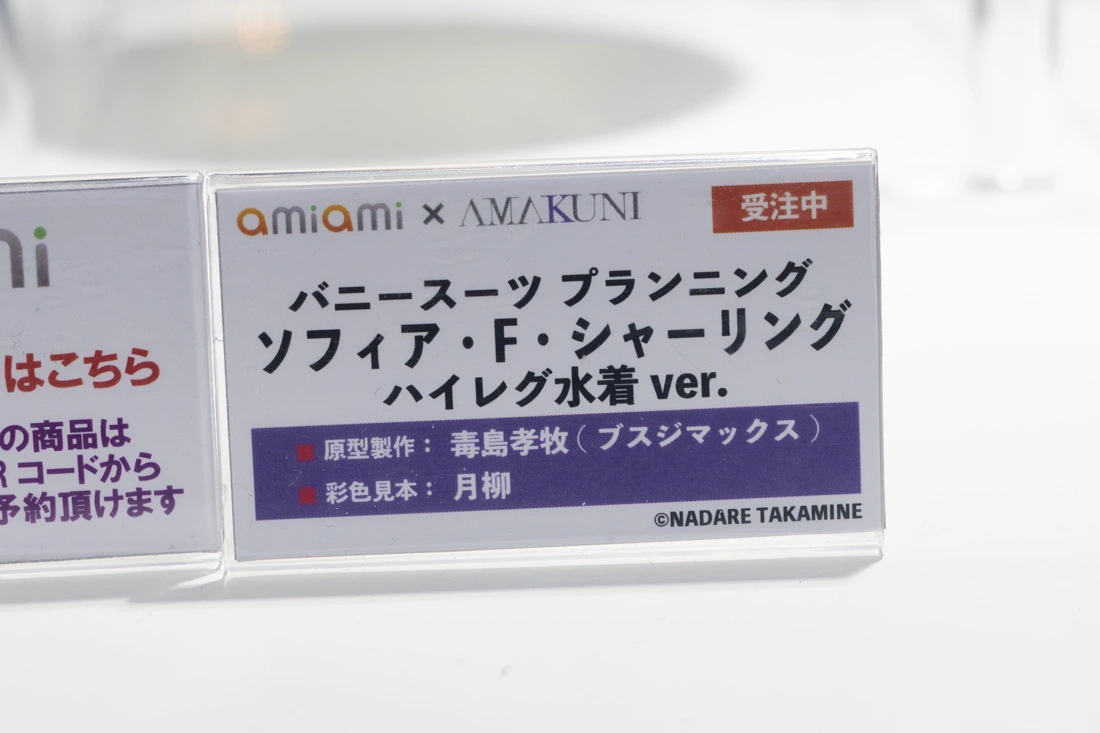 amiami × AMAKUNI
受注中
バニースーツ プランニング
ソフィア・F・シャーリング
ハイレグ水着 ver.
■ 原型製作： 毒島孝牧（ブスジマックス）
■ 彩色見本： 月柳
©NADARE TAKAMINE
はこちら
の商品は
コードから
予約頂けます